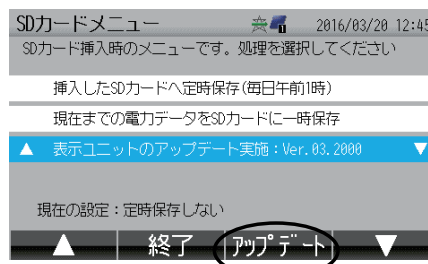 SDカードメニュー 2016/03/20 12:45
SDカード挿入時のメニューです。処理を選択してください
挿入したSDカードへ定時保存(毎日午前1時)
現在までの電力データをSDカードに一時保存
▲ 表示ユニットのアップデート実施:Ver.03.2000 ▼
現在の設定:定時保存しない
▲ 終了 アップデート ▼